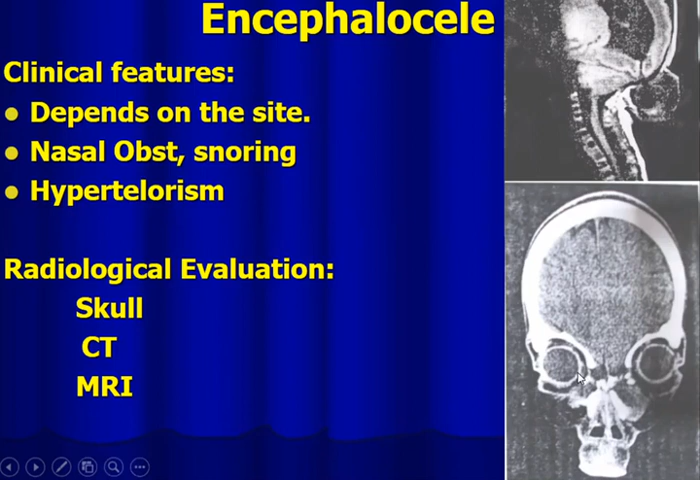 Encephalocele
Clinical features:
Depends on the site.
Nasal Obst, snoring
Hypertelorism
Radiological Evaluation:
Skull
CT
MRI